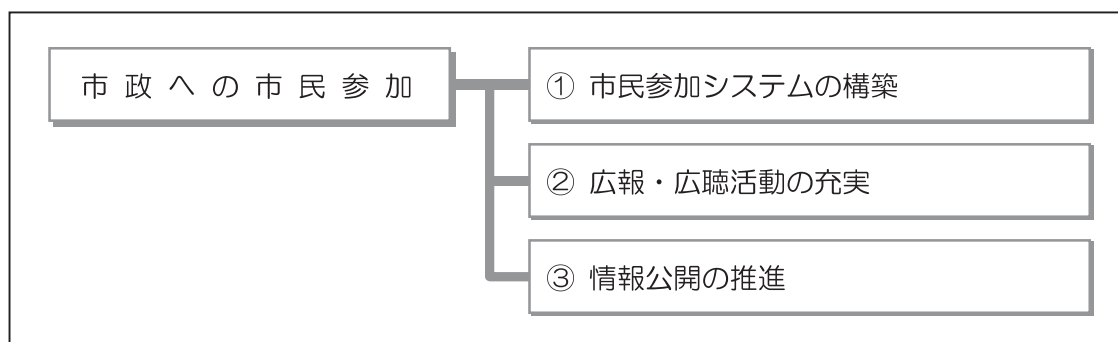 市政への市民参加
① 市民参加システムの構築
② 広報・広聴活動の充実
③ 情報公開の推進